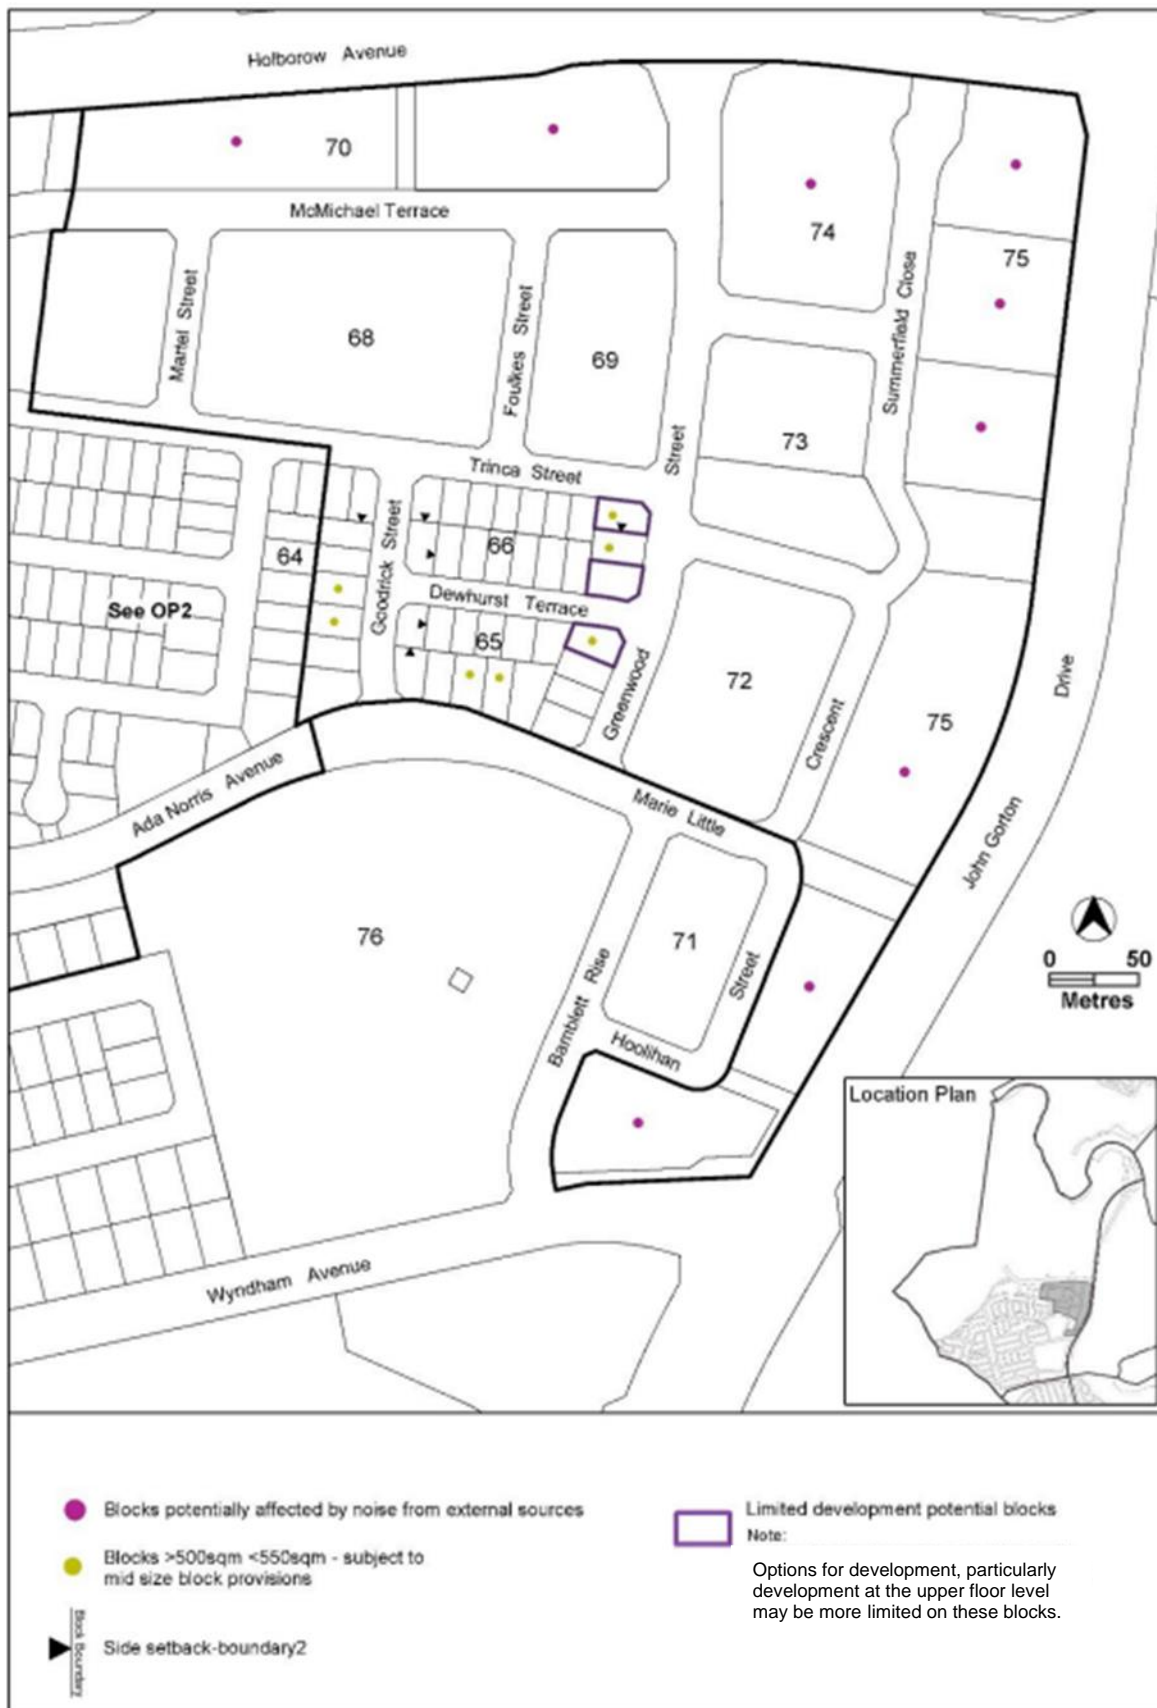 Holborow Avenue
70
McMichael Terrace
74
75
Martel Street
68
Foulkes Street
69
Summerfield Close
73
Street
Trinca Street
64
Goodrick Street
66
See OP2
Dewhurst Terrace
65
Greenwood
72
Crescent
75
Drive
Ada Norris Avenue
Marie Little
John Gorton
76
71
Bamblett Rise
Street
Hoolihan
0 50
Metres
Location Plan
Wyndham Avenue
Blocks potentially affected by noise from external sources
Blocks >500sqm <550sqm - subject to
mid size block provisions
Block Boundary
Side setback-boundary2
Limited development potential blocks
Note:
Options for development, particularly
development at the upper floor level
may be more limited on these blocks.